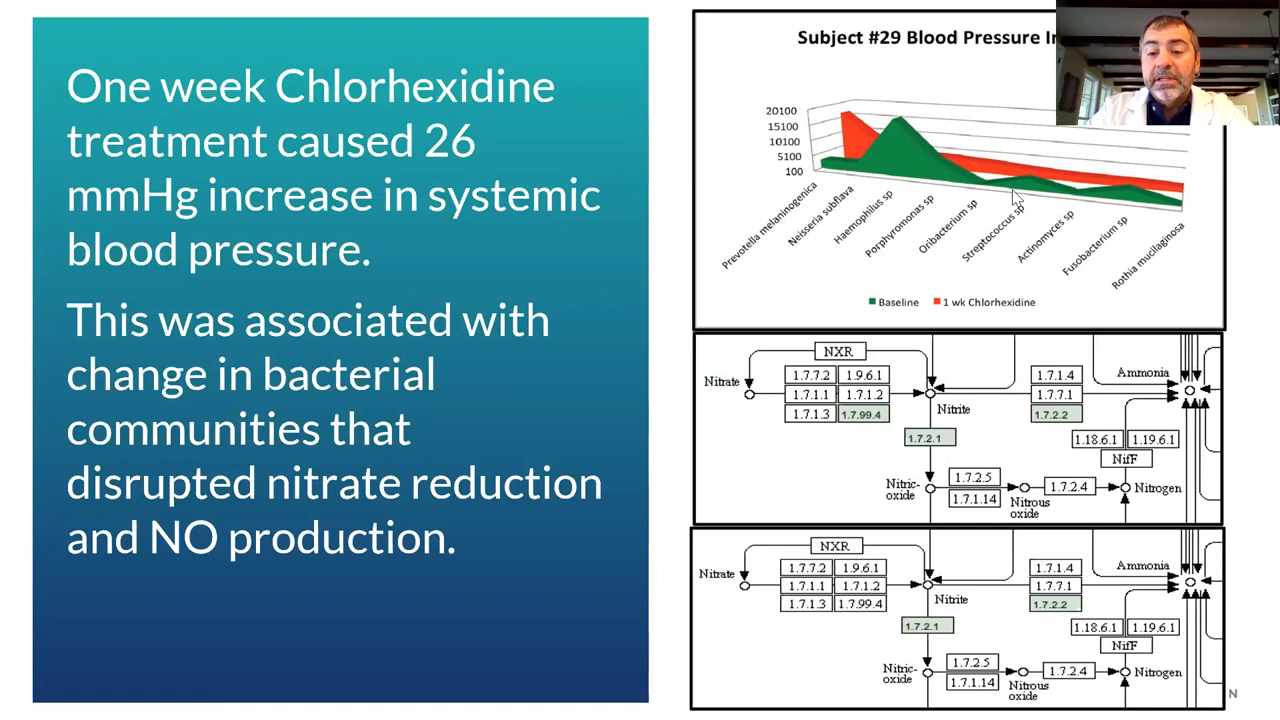 One week Chlorhexidine
treatment caused 26
mmHg increase in systemic
blood pressure.
This was associated with
change in bacterial
communities that
disrupted nitrate reduction
and NO production.
Subject #29 Blood Pressure
20100
15100
10100
5100
100
Prevotella melaninogenica
Neisseria subflava
Haemophilus sp
Porphyromonas sp
Oribacterium sp
Streptococcus sp
Actinomyces sp
Fusobacterium sp
Rothia mucilaginosa
Baseline
1 wk Chlorhexidine
NXR
Nitrate
1.7.7.2 1.9.6.1
1.7.1.1 1.7.1.2
1.7.1.3 1.7.99.4
Nitrite
1.7.2.1
1.7.1.4
1.7.7.1
1.7.2.2
Ammonia
1.18.6.1 1.19.6.1
NifF
Nitric-
oxide
1.7.2.5
1.7.1.14
Nitrous
oxide
1.7.2.4
Nitrogen
NXR
Nitrate
1.7.7.2 1.9.6.1
1.7.1.1 1.7.1.2
1.7.1.3 1.7.99.4
Nitrite
1.7.2.1
1.7.1.4
1.7.7.1
1.7.2.2
Ammonia
1.18.6.1 1.19.6.1
NifF
Nitric-
oxide
1.7.2.5
1.7.1.14
Nitrous
oxide
1.7.2.4
Nitrogen
N